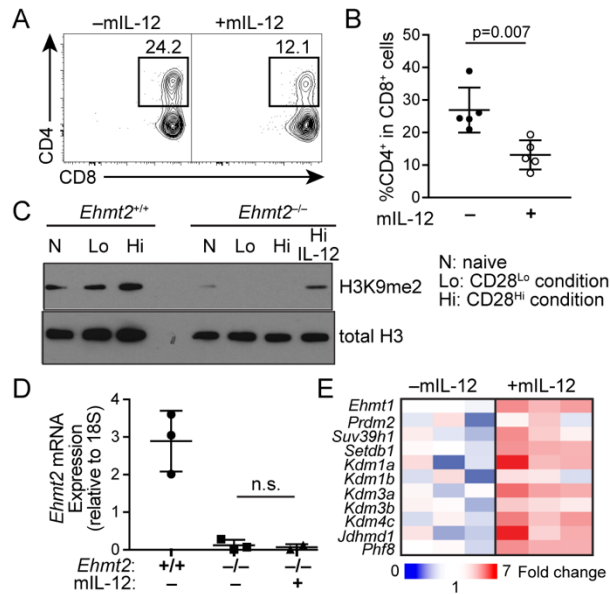 A
–mIL-12 +mIL-12
24.2 12.1
CD4
CD8
B
p=0.007
50
40
30
20
10
0
%CD4+ in CD8+ cells
mIL-12 – +
N: naive
Lo: CD28Lo condition
Hi: CD28Hi condition
C
Ehmt2+/+ Ehmt2–/–
N Lo Hi N Lo Hi Hi IL-12
H3K9me2
total H3
D
Ehmt2 mRNA
Expression
(relative to 18S)
4
3
2
1
0
n.s.
Ehmt2: +/+ –/– –/–
mIL-12: – – +
E
–mIL-12 +mIL-12
Ehmt1
Prdm2
Suv39h1
Setdb1
Kdm1a
Kdm1b
Kdm3a
Kdm3b
Kdm4c
Jdhmd1
Phf8
0 7 Fold change
1